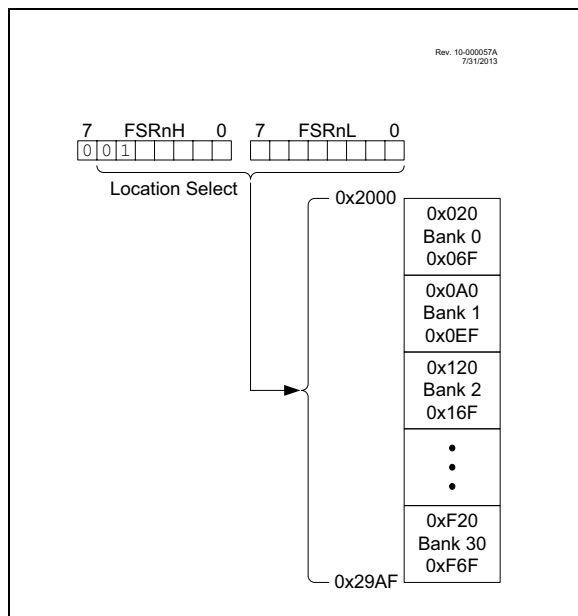 Rev. 10-000057A
7/31/2013
7 FSRnH 0 7 FSRnL 0
0 0 1
Location Select
0x2000
0x020
Bank 0
0x06F
0x0A0
Bank 1
0x0EF
0x120
Bank 2
0x16F
0xF20
Bank 30
0xF6F
0x29AF